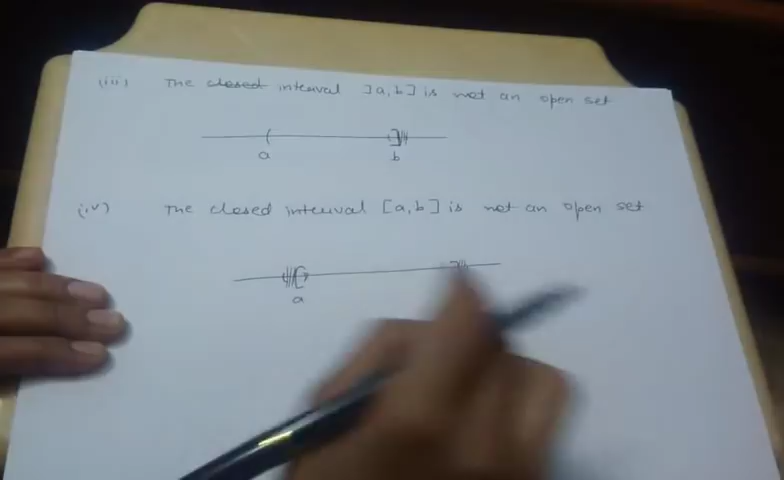 (iii) The closed interval ]a,b] is not an open set
a b
(iv) The closed interval [a,b] is not an open set
a